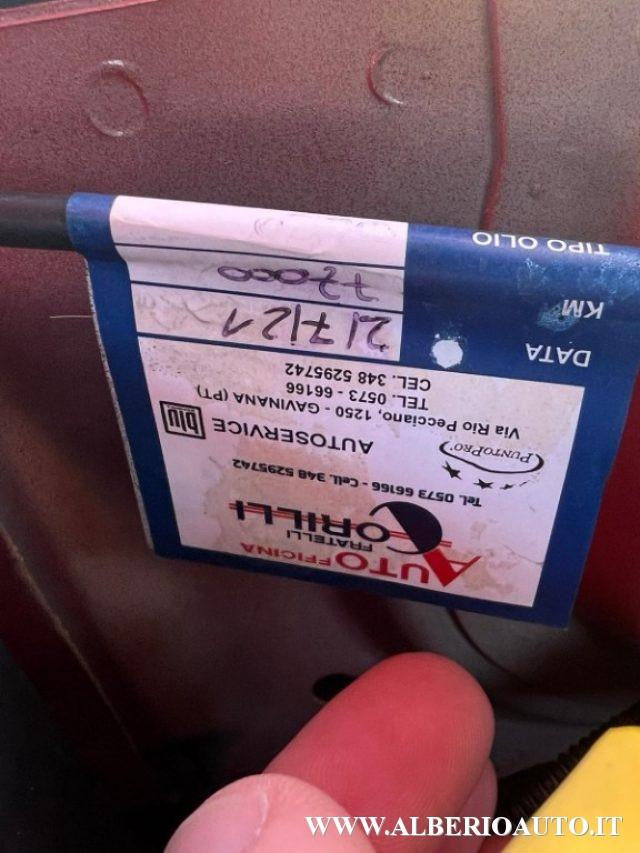 AUTOFFICINA
FRATELLI
CORILLI
Tel. 0573 66166 - Cell. 348 5295742
PUNTOPRO'
AUTOSERVICE
blu
Via Rio Pecciano, 1250 - GAVINANA (PT)
TEL. 0573 - 66166
CEL. 348 5295742
DATA 2/7/21
KM 77000
TIPO OLIO
WWW.ALBERIOAUTO.IT